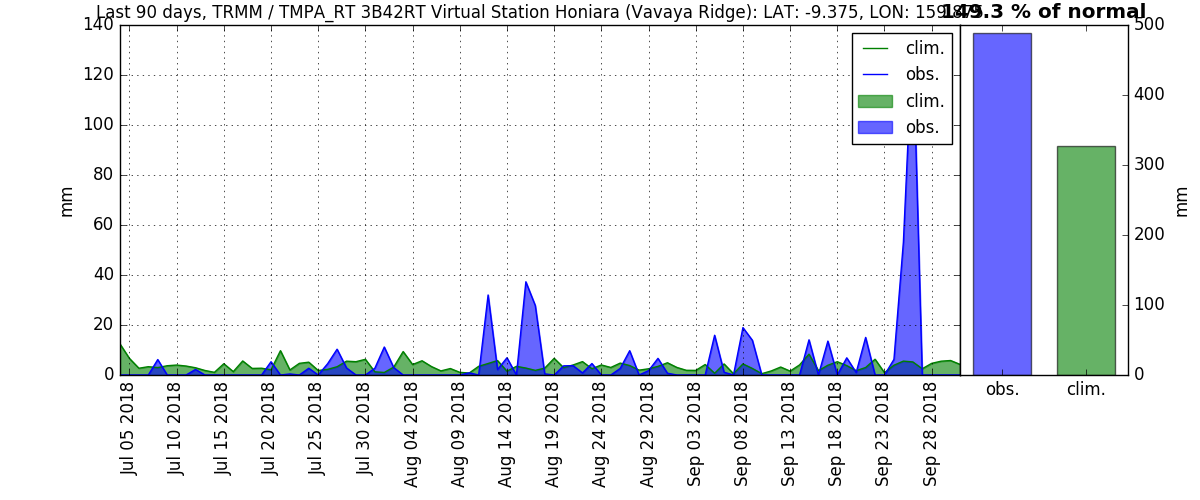 Last 90 days, TRMM / TMPA_RT 3B42RT Virtual Station Honiara (Vavaya Ridge): LAT: -9.375, LON:
149.3 % of normal
140
120
100
80
60
40
20
0
mm
clim.
obs.
clim.
obs.
500
400
300
200
100
0
mm
obs.
clim.
Jul 05 2018
Jul 10 2018
Jul 15 2018
Jul 20 2018
Jul 25 2018
Jul 30 2018
Aug 04 2018
Aug 09 2018
Aug 14 2018
Aug 19 2018
Aug 24 2018
Aug 29 2018
Sep 03 2018
Sep 08 2018
Sep 13 2018
Sep 18 2018
Sep 23 2018
Sep 28 2018